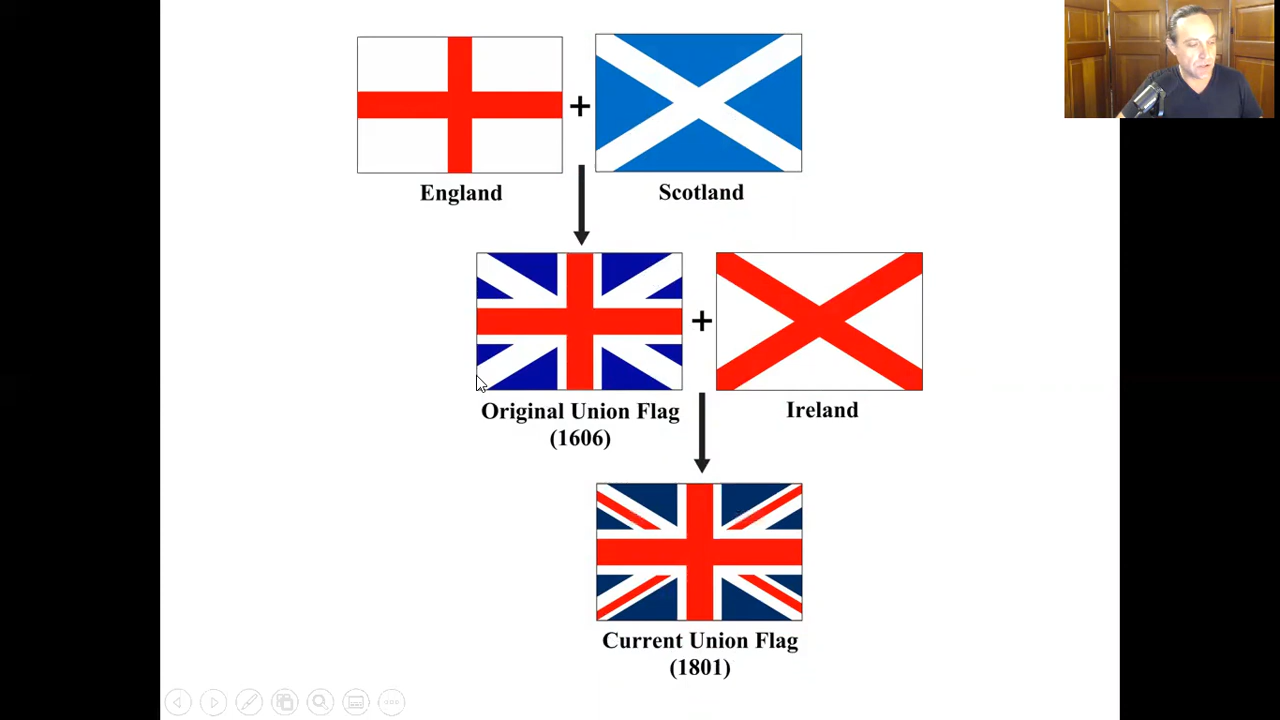 England
Scotland
Original Union Flag
(1606)
Ireland
Current Union Flag
(1801)